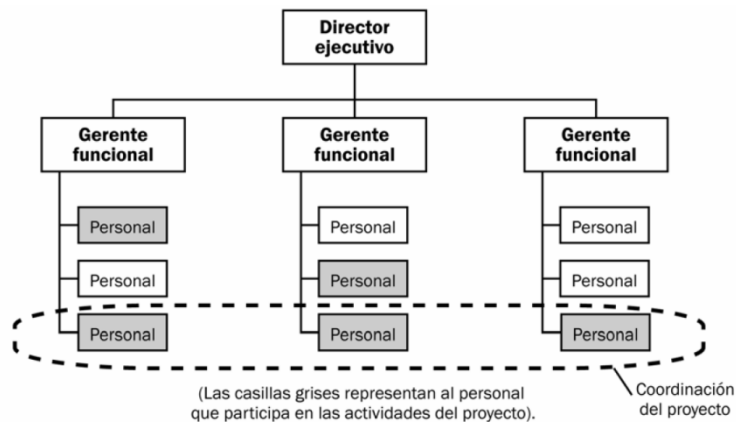 Director
ejecutivo
Gerente
funcional
Gerente
funcional
Gerente
funcional
Personal
Personal
Personal
Personal
Personal
Personal
Personal
Personal
Personal
(Las casillas grises representan al personal
que participa en las actividades del proyecto).
Coordinación
del proyecto